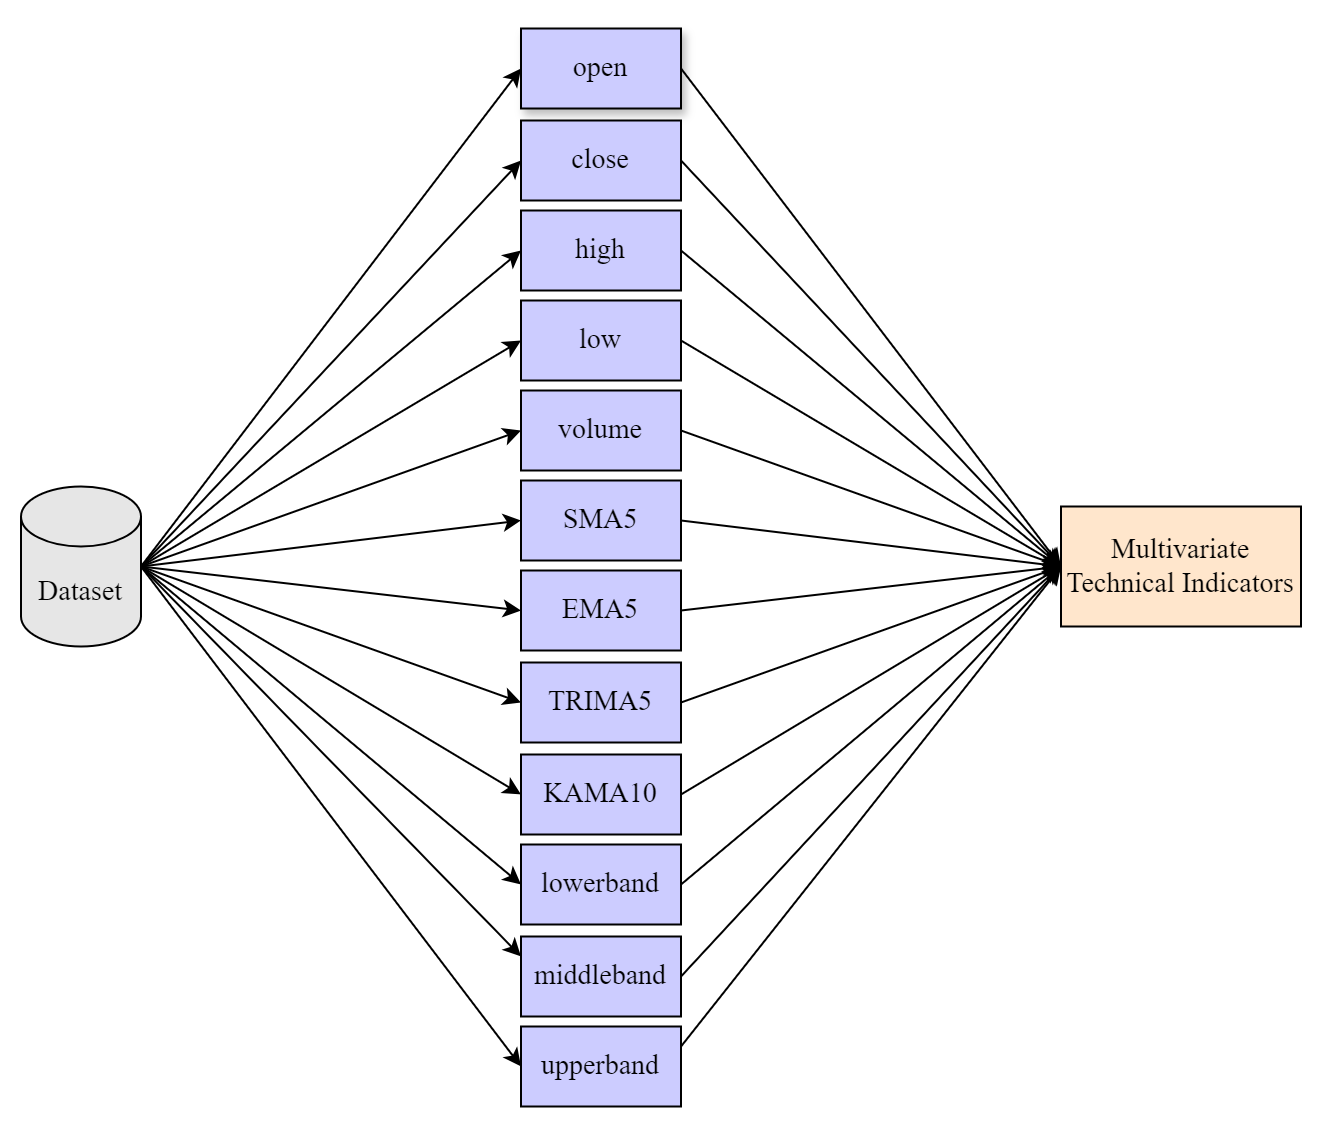 open
close
high
low
volume
SMA5
EMA5
TRIMA5
KAMA10
lowerband
middleband
upperband
Dataset
Multivariate
Technical Indicators